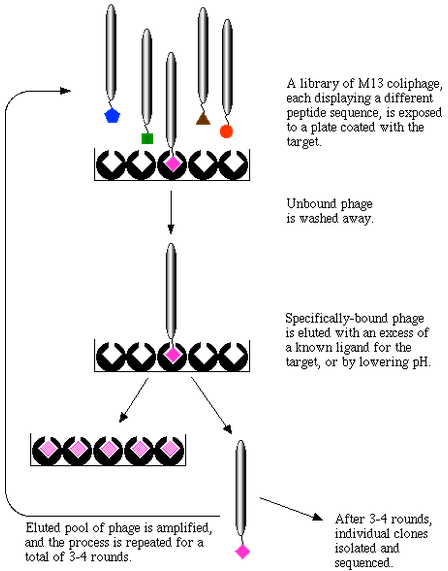 A library of M13 coliphage,
each displaying a different
peptide sequence, is exposed
to a plate coated with the
target.
Unbound phage
is washed away.
Specifically-bound phage
is eluted with an excess of
a known ligand for the
target, or by lowering pH.
Eluted pool of phage is amplified,
and the process is repeated for a
total of 3-4 rounds.
After 3-4 rounds,
individual clones
isolated and
sequenced.